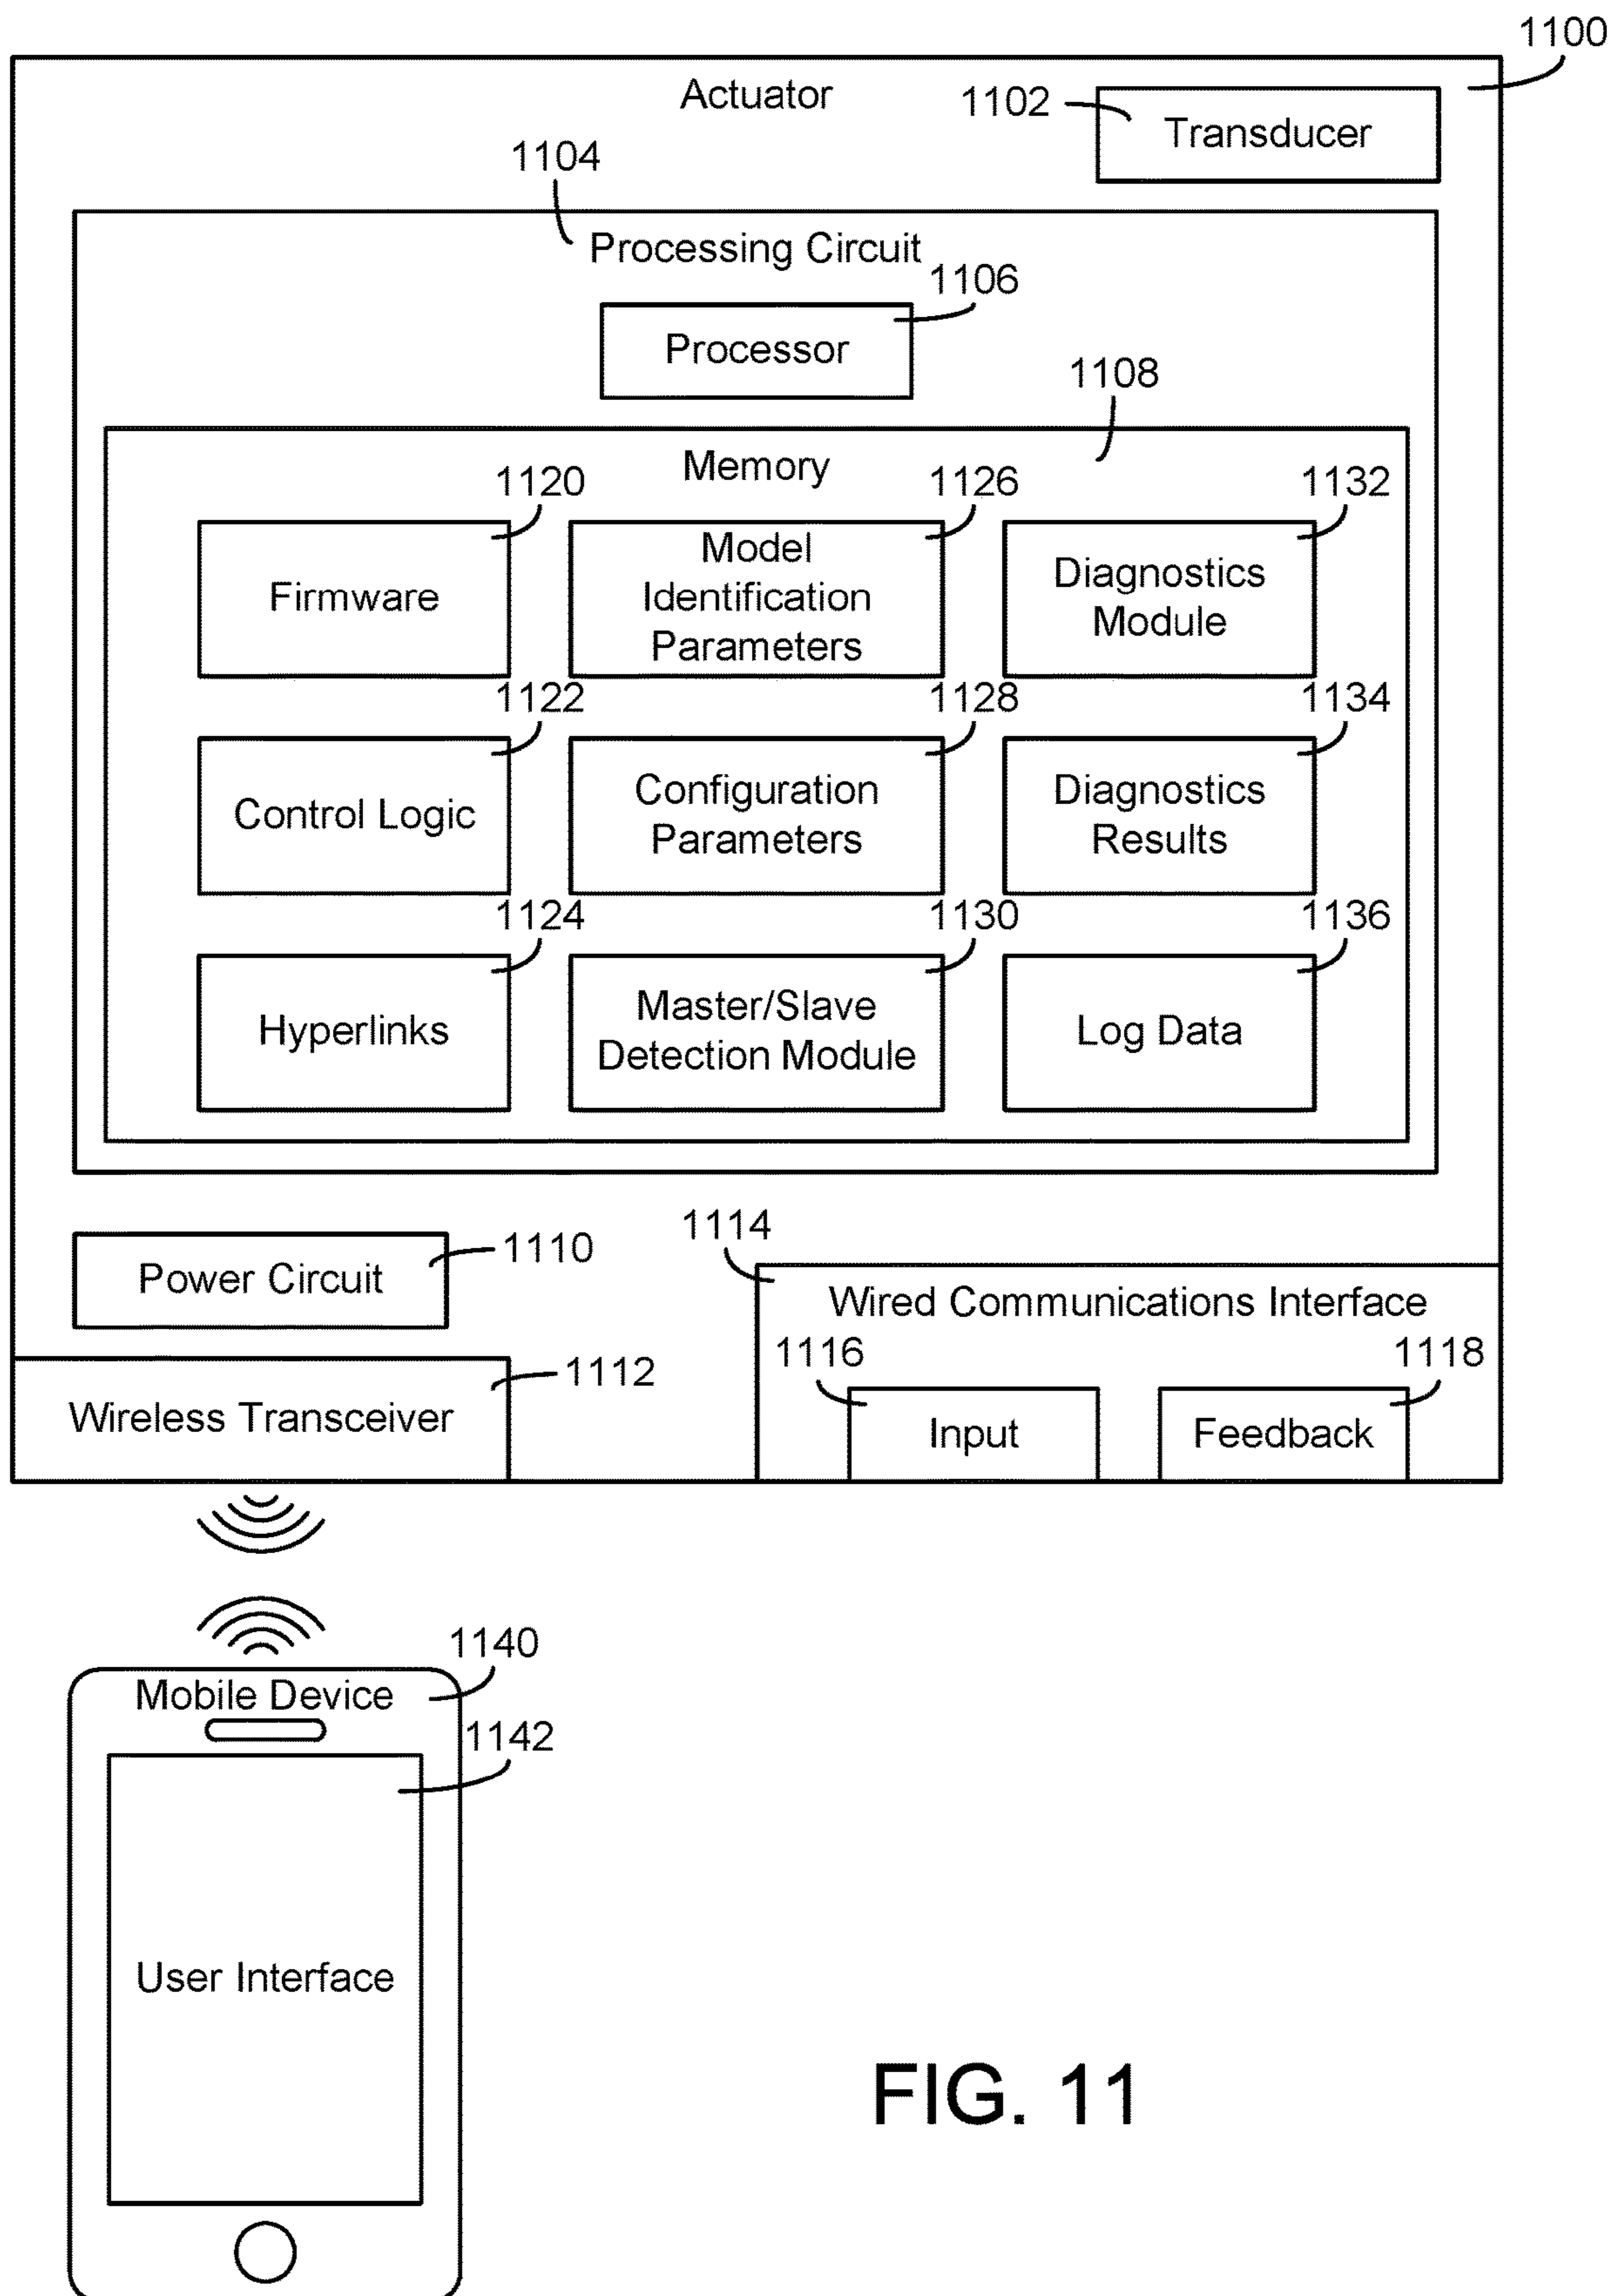 1100
Actuator
1102
Transducer
1104
Processing Circuit
1106
Processor
1108
Memory
1120
Firmware
1126
Model
Identification
Parameters
1132
Diagnostics
Module
1122
Control Logic
1128
Configuration
Parameters
1134
Diagnostics
Results
1124
Hyperlinks
1130
Master/Slave
Detection Module
1136
Log Data
1110
Power Circuit
1114
Wired Communications Interface
1112
Wireless Transceiver
1116
Input
1118
Feedback
1140
Mobile Device
1142
User Interface
FIG. 11